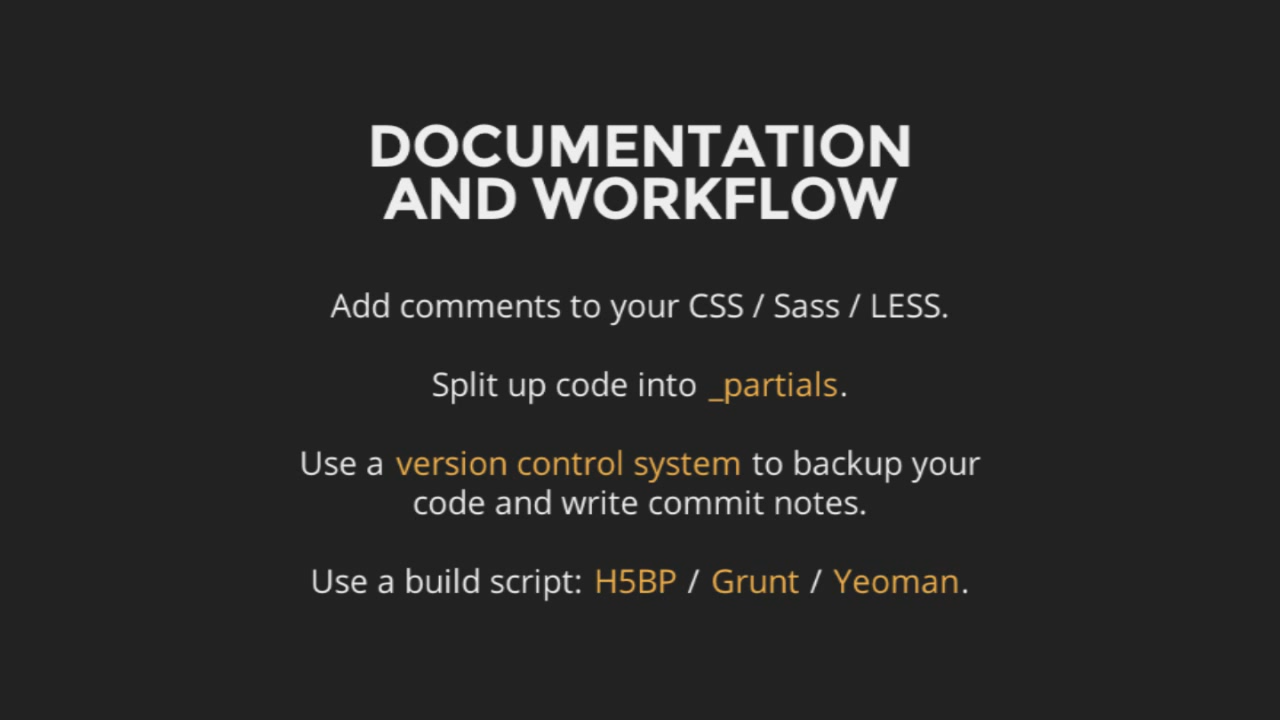 DOCUMENTATION
AND WORKFLOW
Add comments to your CSS / Sass / LESS.
Split up code into _partials.
Use a version control system to backup your
code and write commit notes.
Use a build script: H5BP / Grunt / Yeoman.